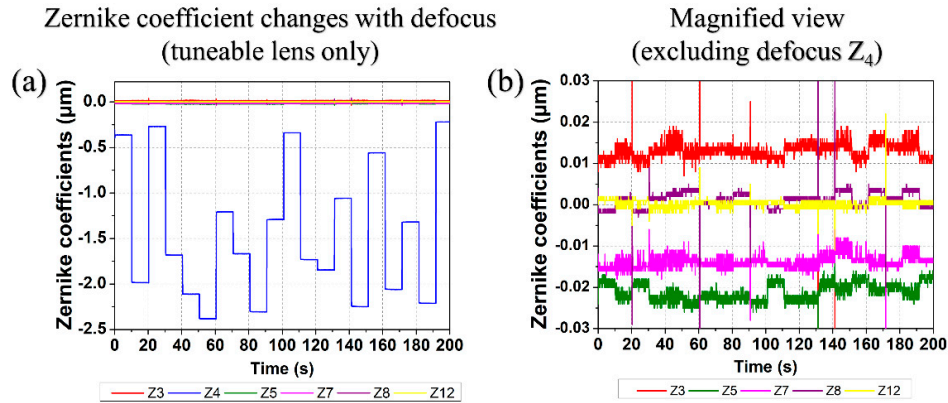 Zernike coefficient changes with defocus
(tuneable lens only)
Magnified view
(excluding defocus Z4)
(a)
(b)
Zernike coefficients (µm)
0.0
-0.5
-1.0
-1.5
-2.0
-2.5
0 20 40 60 80 100 120 140 160 180 200
Time (s)
Z3 Z4 Z5 Z7 Z8 Z12
Zernike coefficients (µm)
0.03
0.02
0.01
0.00
-0.01
-0.02
-0.03
0 20 40 60 80 100 120 140 160 180 200
Time (s)
Z3 Z5 Z7 Z8 Z12